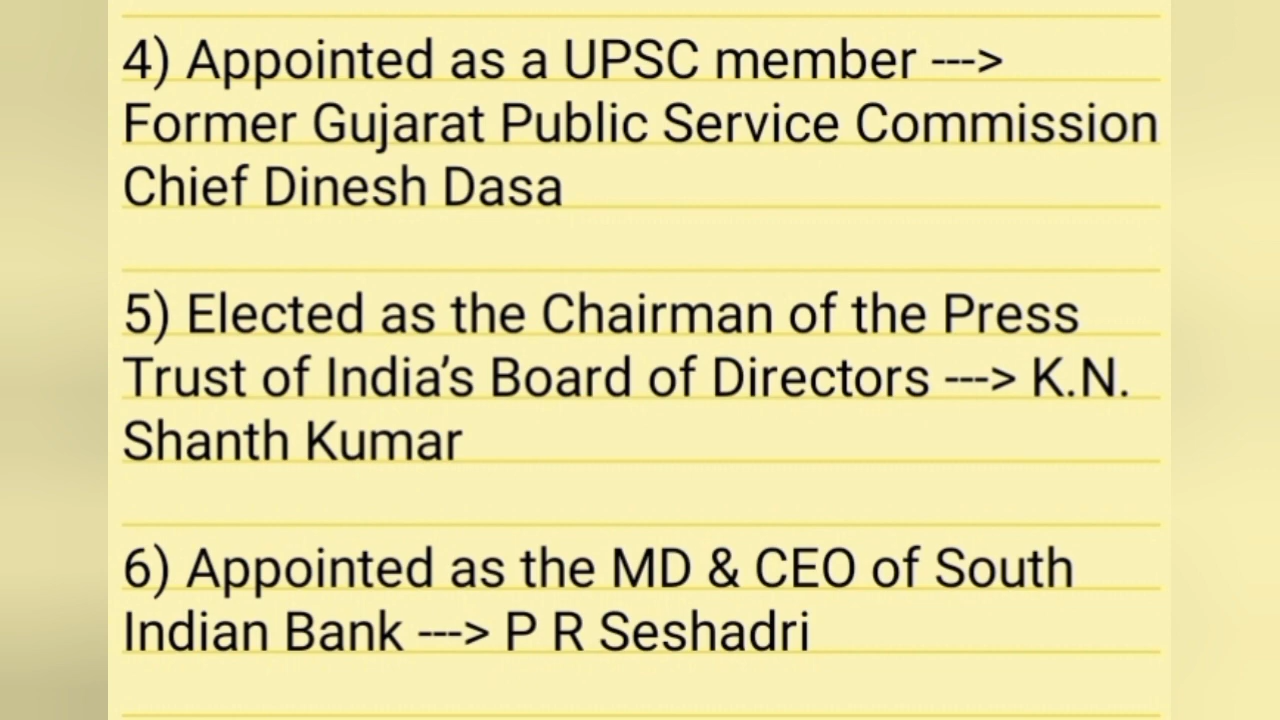 4) Appointed as a UPSC member --->
Former Gujarat Public Service Commission
Chief Dinesh Dasa
5) Elected as the Chairman of the Press
Trust of India’s Board of Directors ---> K.N.
Shanth Kumar
6) Appointed as the MD & CEO of South
Indian Bank ---> P R Seshadri